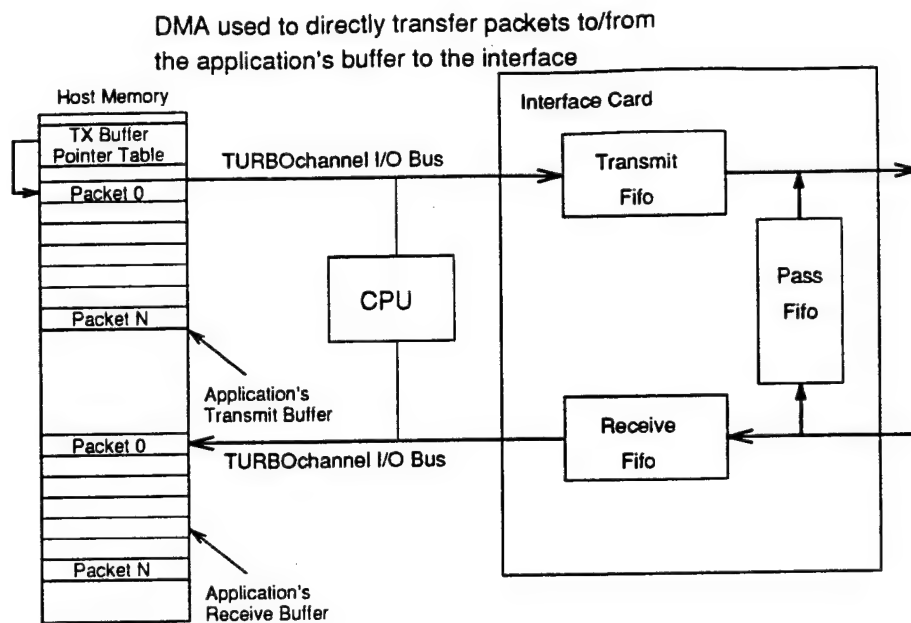 DMA used to directly transfer packets to/from
the application's buffer to the interface
Host Memory
Interface Card
TX Buffer
Pointer Table
TURBOchannel I/O Bus
Transmit
Fifo
Packet 0
CPU
Pass
Fifo
Packet N
Application's
Transmit Buffer
Packet 0
TURBOchannel I/O Bus
Receive
Fifo
Packet N
Application's
Receive Buffer